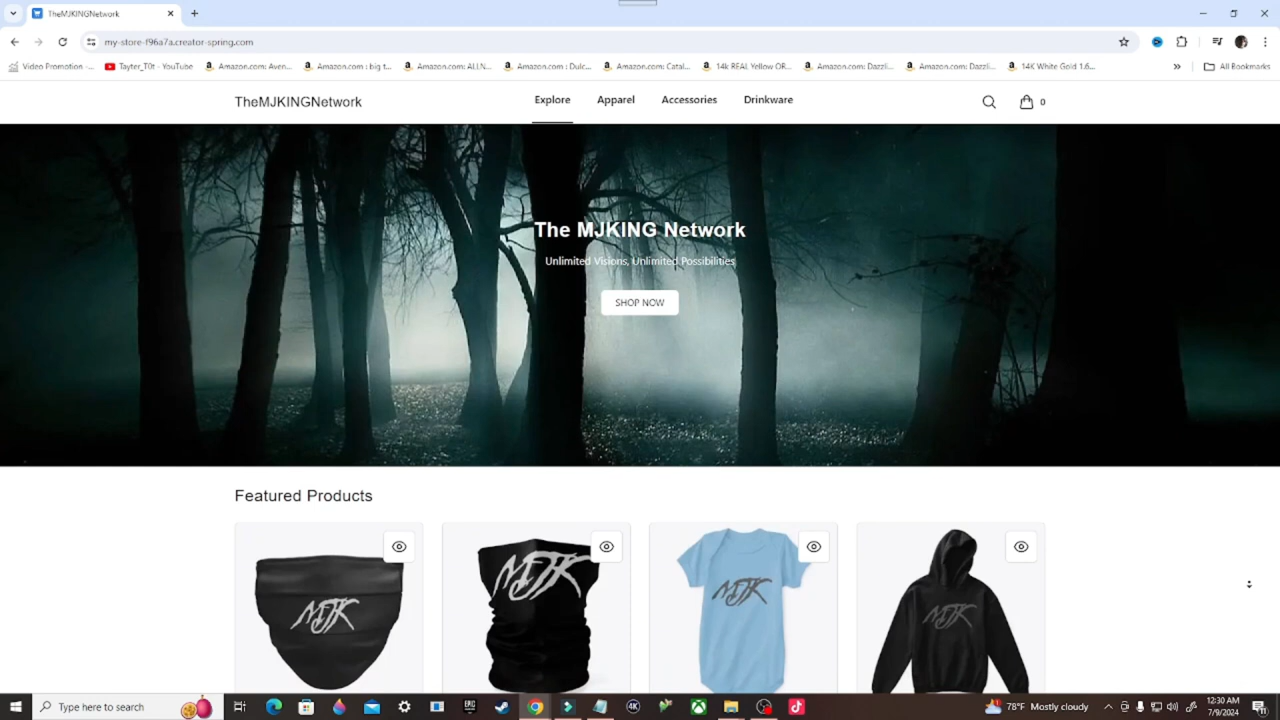 TheMJKINGNetwork
my-store-f96a7a.creator-spring.com
Video Promotion -...
Tayter_T0t - YouTube
Amazon.com: Aven...
Amazon.com : big t...
Amazon.com: ALLN...
Amazon.com : Dulc...
Amazon.com: Catal...
14k REAL Yellow OR...
Amazon.com: Dazzli...
Amazon.com: Dazzli...
14K White Gold 1.6...
All Bookmarks
TheMJKINGNetwork
Explore
Apparel
Accessories
Drinkware
0
The MJKING Network
Unlimited Visions, Unlimited Possibilities
SHOP NOW
Featured Products
MJK
MJK
MJK
MJK
Type here to search
EPIC
4K
78°F Mostly cloudy
12:30 AM
7/9/2024